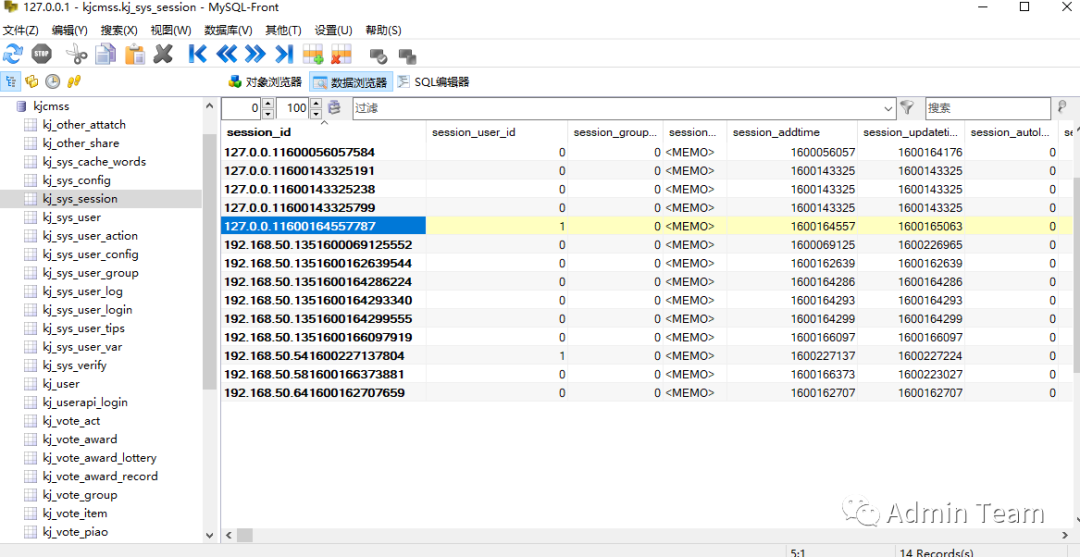 127.0.0.1 - kjcmss.kj_sys_session - MySQL-Front
文件(Z) 编辑(Y) 搜索(X) 视图(W) 数据库(V) 其他(T) 设置(U) 帮助(S)
STOP
对象浏览器 数据浏览器 SQL编辑器
kjcmss
kj_other_attatch
kj_other_share
kj_sys_cache_words
kj_sys_config
kj_sys_session
kj_sys_user
kj_sys_user_action
kj_sys_user_config
kj_sys_user_group
kj_sys_user_log
kj_sys_user_login
kj_sys_user_tips
kj_sys_user_var
kj_sys_verify
kj_user
kj_userapi_login
kj_vote_act
kj_vote_award
kj_vote_award_lottery
kj_vote_award_record
kj_vote_group
kj_vote_item
kj_vote_piao
0 100 过滤 搜索
session_id session_user_id session_group... session... session_addtime session_updateti... session_autol... se
127.0.0.11600056057584 0 0 <MEMO> 1600056057 1600164176 0
127.0.0.11600143325191 0 0 <MEMO> 1600143325 1600143325 0
127.0.0.11600143325238 0 0 <MEMO> 1600143325 1600143325 0
127.0.0.11600143325799 0 0 <MEMO> 1600143325 1600143325 0
127.0.0.11600164557787 1 0 <MEMO> 1600164557 1600165063 0
192.168.50.1351600069125552 0 0 <MEMO> 1600069125 1600226965 0
192.168.50.1351600162639544 0 0 <MEMO> 1600162639 1600162639 0
192.168.50.1351600164286224 0 0 <MEMO> 1600164286 1600164286 0
192.168.50.1351600164293340 0 0 <MEMO> 1600164293 1600164293 0
192.168.50.1351600164299555 0 0 <MEMO> 1600164299 1600164299 0
192.168.50.1351600166097919 0 0 <MEMO> 1600166097 1600166097 0
192.168.50.541600227137804 1 0 <MEMO> 1600227137 1600227224 0
192.168.50.581600166373881 0 0 <MEMO> 1600166373 1600223027 0
192.168.50.641600162707659 0 0 <MEMO> 1600162707 1600162707 0
Admin Team
5:1 14 Record(s)